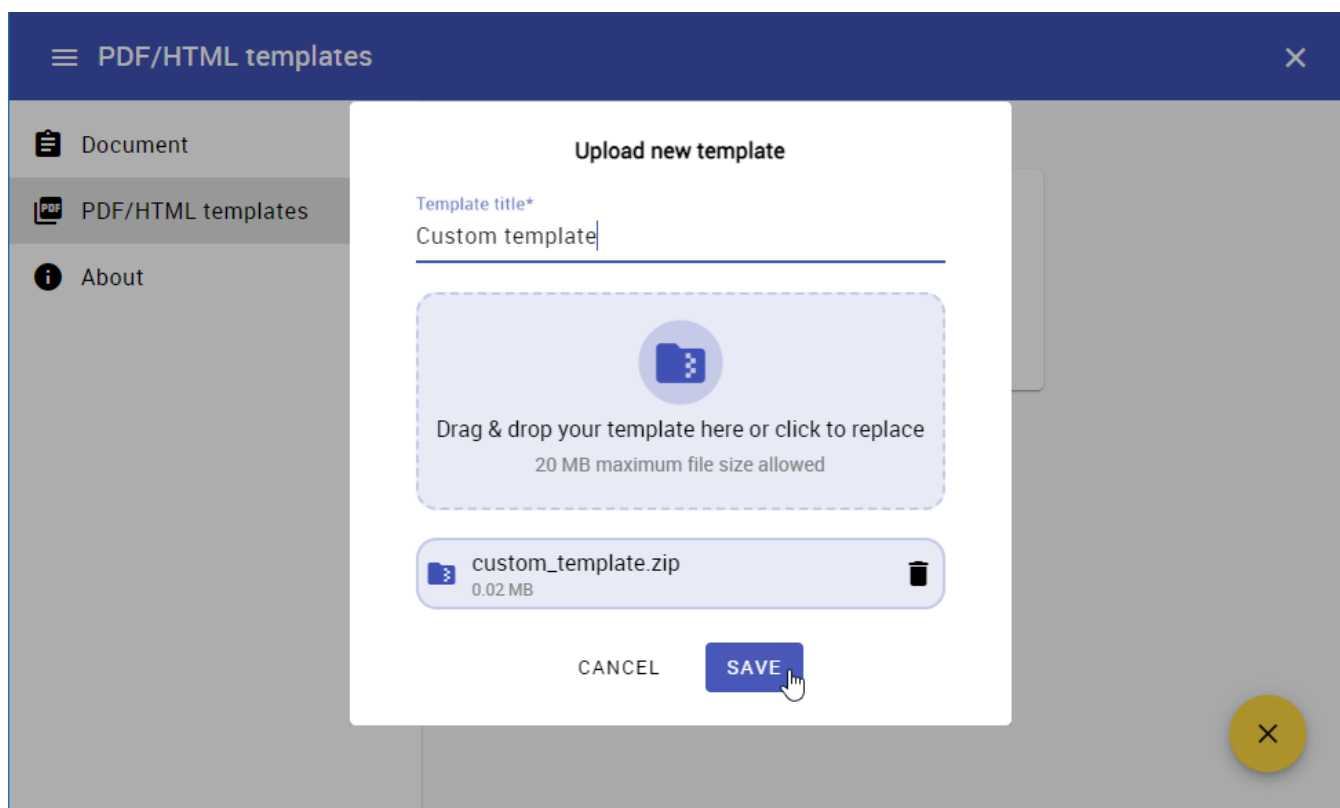 PDF/HTML templates
Document
PDF
PDF/HTML templates
About
Upload new template
Template title*
Custom template
Drag & drop your template here or click to replace
20 MB maximum file size allowed
custom_template.zip
0.02 MB
CANCEL
SAVE